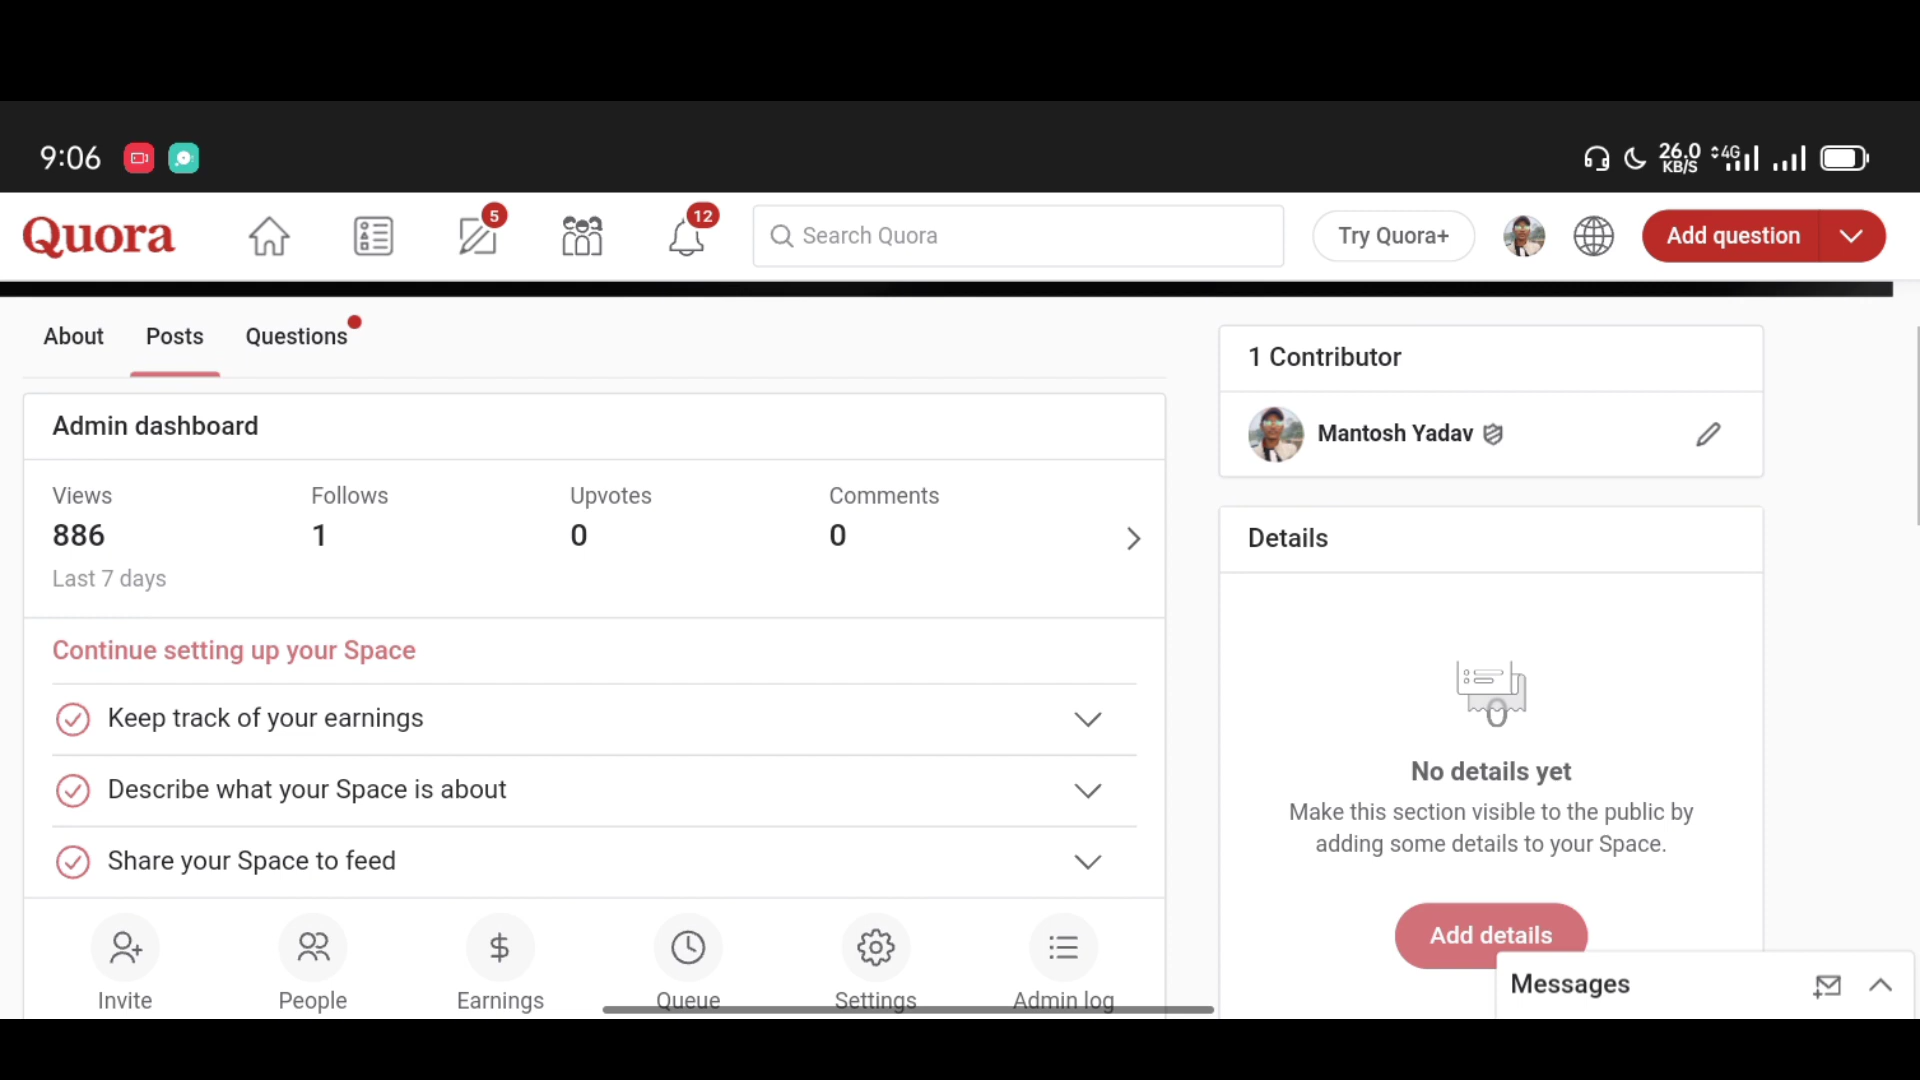 9:06
26.0
KB/S
4G
Quora
5
12
Search Quora
Try Quora+
Add question
About
Posts
Questions
Admin dashboard
Views
Follows
Upvotes
Comments
886
1
0
0
Last 7 days
Continue setting up your Space
Keep track of your earnings
Describe what your Space is about
Share your Space to feed
Invite
People
Earnings
Queue
Settings
Admin log
1 Contributor
Mantosh Yadav
Details
No details yet
Make this section visible to the public by
adding some details to your Space.
Add details
Messages